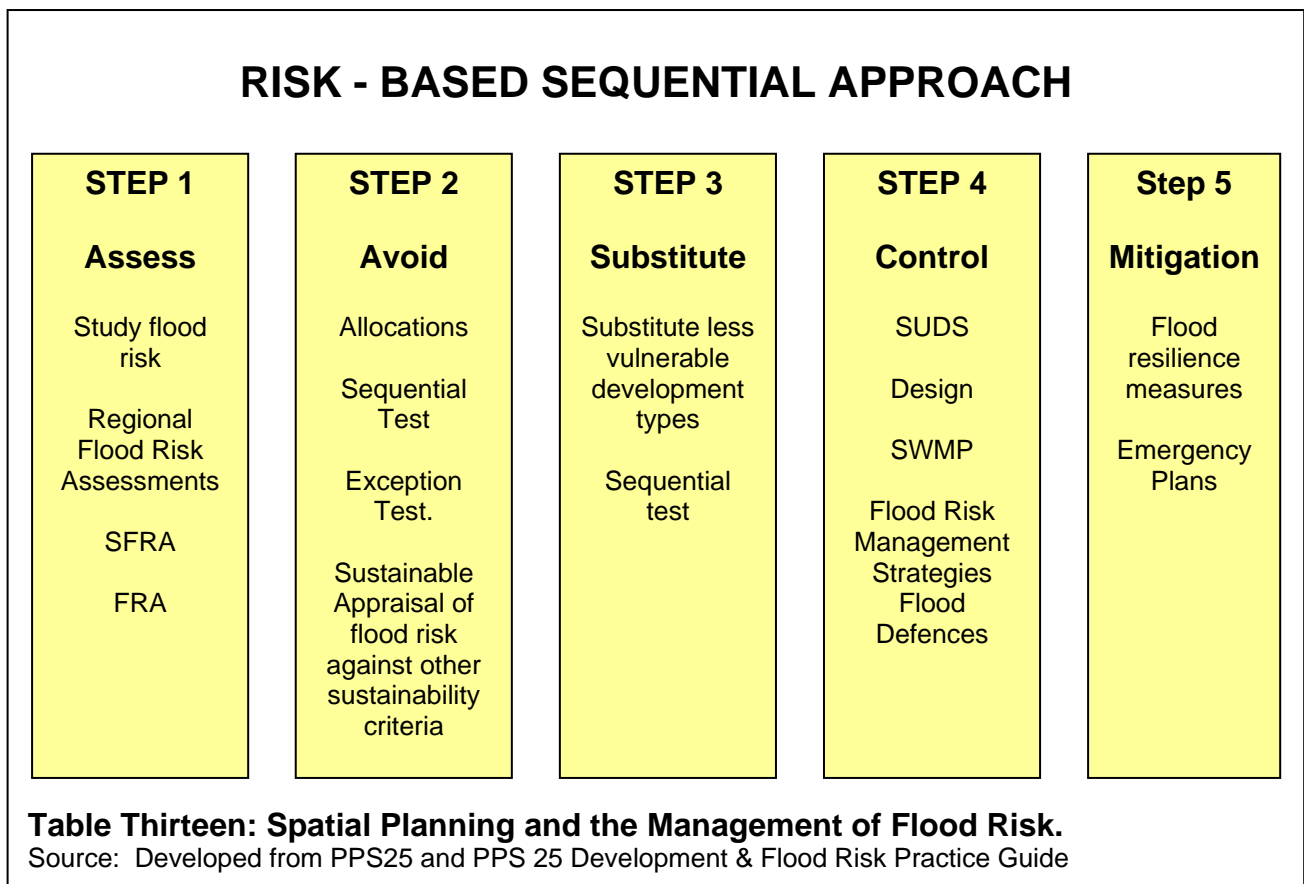 RISK - BASED SEQUENTIAL APPROACH
STEP 1
Assess
Study flood
risk
Regional
Flood Risk
Assessments
SFRA
FRA
STEP 2
Avoid
Allocations
Sequential
Test
Exception
Test.
Sustainable
Appraisal of
flood risk
against other
sustainability
criteria
STEP 3
Substitute
Substitute less
vulnerable
development
types
Sequential
test
STEP 4
Control
SUDS
Design
SWMP
Flood Risk
Management
Strategies
Flood
Defences
Step 5
Mitigation
Flood
resilience
measures
Emergency
Plans
Table Thirteen: Spatial Planning and the Management of Flood Risk.
Source: Developed from PPS25 and PPS 25 Development & Flood Risk Practice Guide